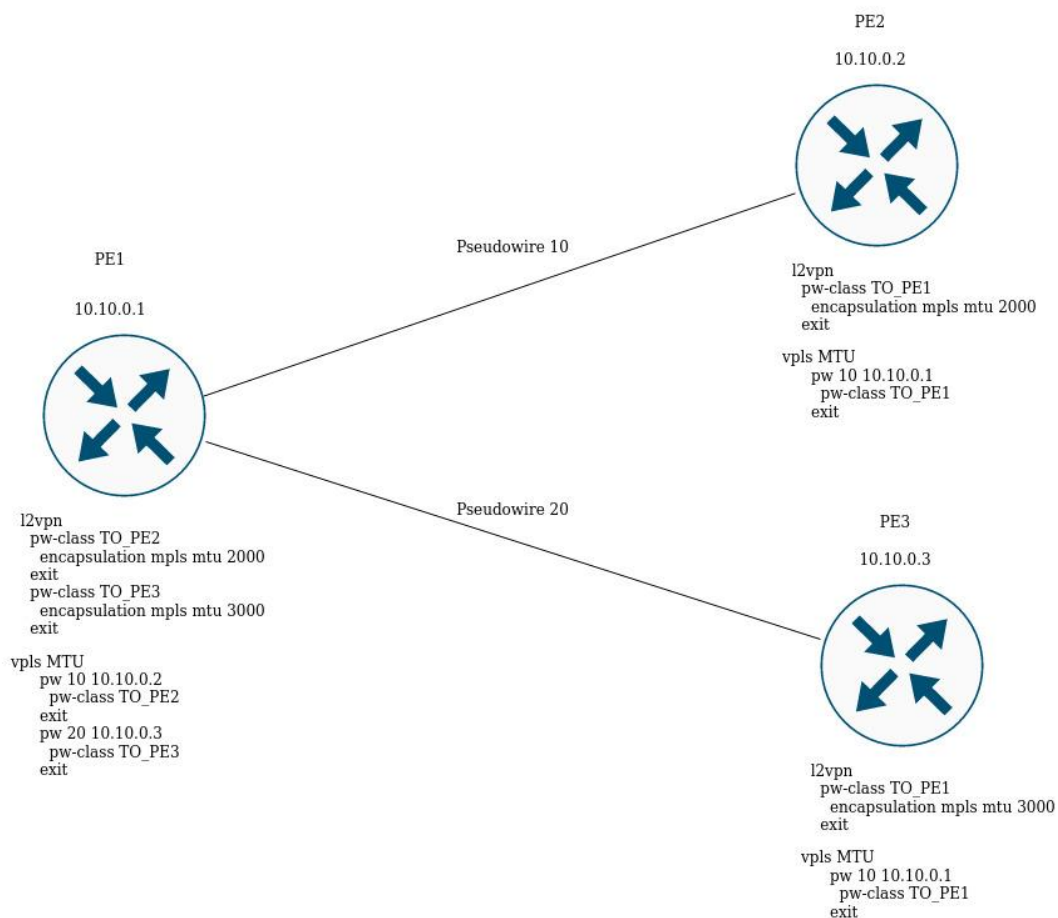 PE2
10.10.0.2
Pseudowire 10
l2vpn
pw-class TO_PE1
encapsulation mpls mtu 2000
exit
vpls MTU
pw 10 10.10.0.1
pw-class TO_PE1
exit
PE1
10.10.0.1
l2vpn
pw-class TO_PE2
encapsulation mpls mtu 2000
exit
pw-class TO_PE3
encapsulation mpls mtu 3000
exit
vpls MTU
pw 10 10.10.0.2
pw-class TO_PE2
exit
pw 20 10.10.0.3
pw-class TO_PE3
exit
Pseudowire 20
PE3
10.10.0.3
l2vpn
pw-class TO_PE1
encapsulation mpls mtu 3000
exit
vpls MTU
pw 10 10.10.0.1
pw-class TO_PE1
exit